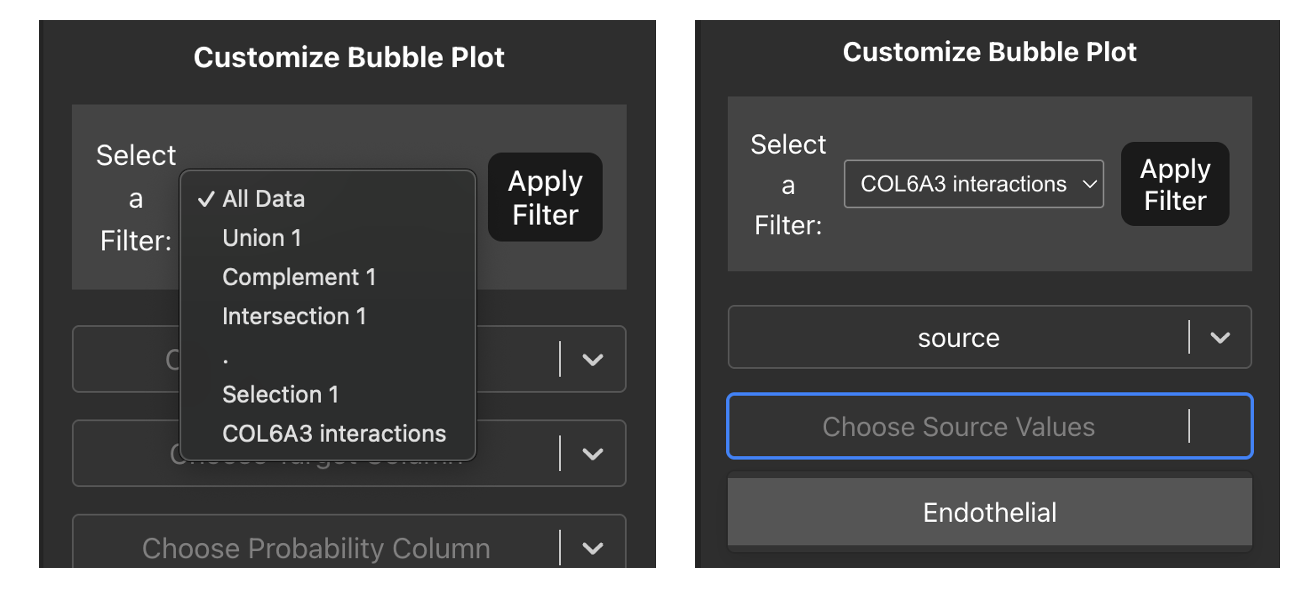 Customize Bubble Plot
Select
a
Filter:
✓ All Data
Union 1
Complement 1
Intersection 1
.
Selection 1
COL6A3 interactions
Apply
Filter
Choose Target Column
Choose Probability Column
Customize Bubble Plot
Select
a
Filter:
COL6A3 interactions
Apply
Filter
source
Choose Source Values
Endothelial